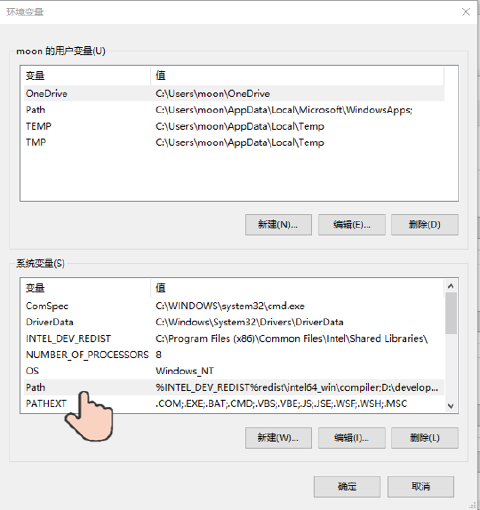 环境变量
moon 的用户变量(U)
变量 值
OneDrive C:\Users\moon\OneDrive
Path C:\Users\moon\AppData\Local\Microsoft\WindowsApps;
TEMP C:\Users\moon\AppData\Local\Temp
TMP C:\Users\moon\AppData\Local\Temp
新建(N)... 编辑(E)... 删除(D)
系统变量(S)
变量 值
ComSpec C:\WINDOWS\system32\cmd.exe
DriverData C:\Windows\System32\Drivers\DriverData
INTEL_DEV_REDIST C:\Program Files (x86)\Common Files\Intel\Shared Libraries\
NUMBER_OF_PROCESSORS 8
OS Windows_NT
Path %INTEL_DEV_REDIST%redist\intel64_win\compiler;D:\develop...
PATHEXT .COM;.EXE;.BAT;.CMD;.VBS;.VBE;.JS;.JSE;.WSF;.WSH;.MSC
新建(W)... 编辑(I)... 删除(L)
确定 取消